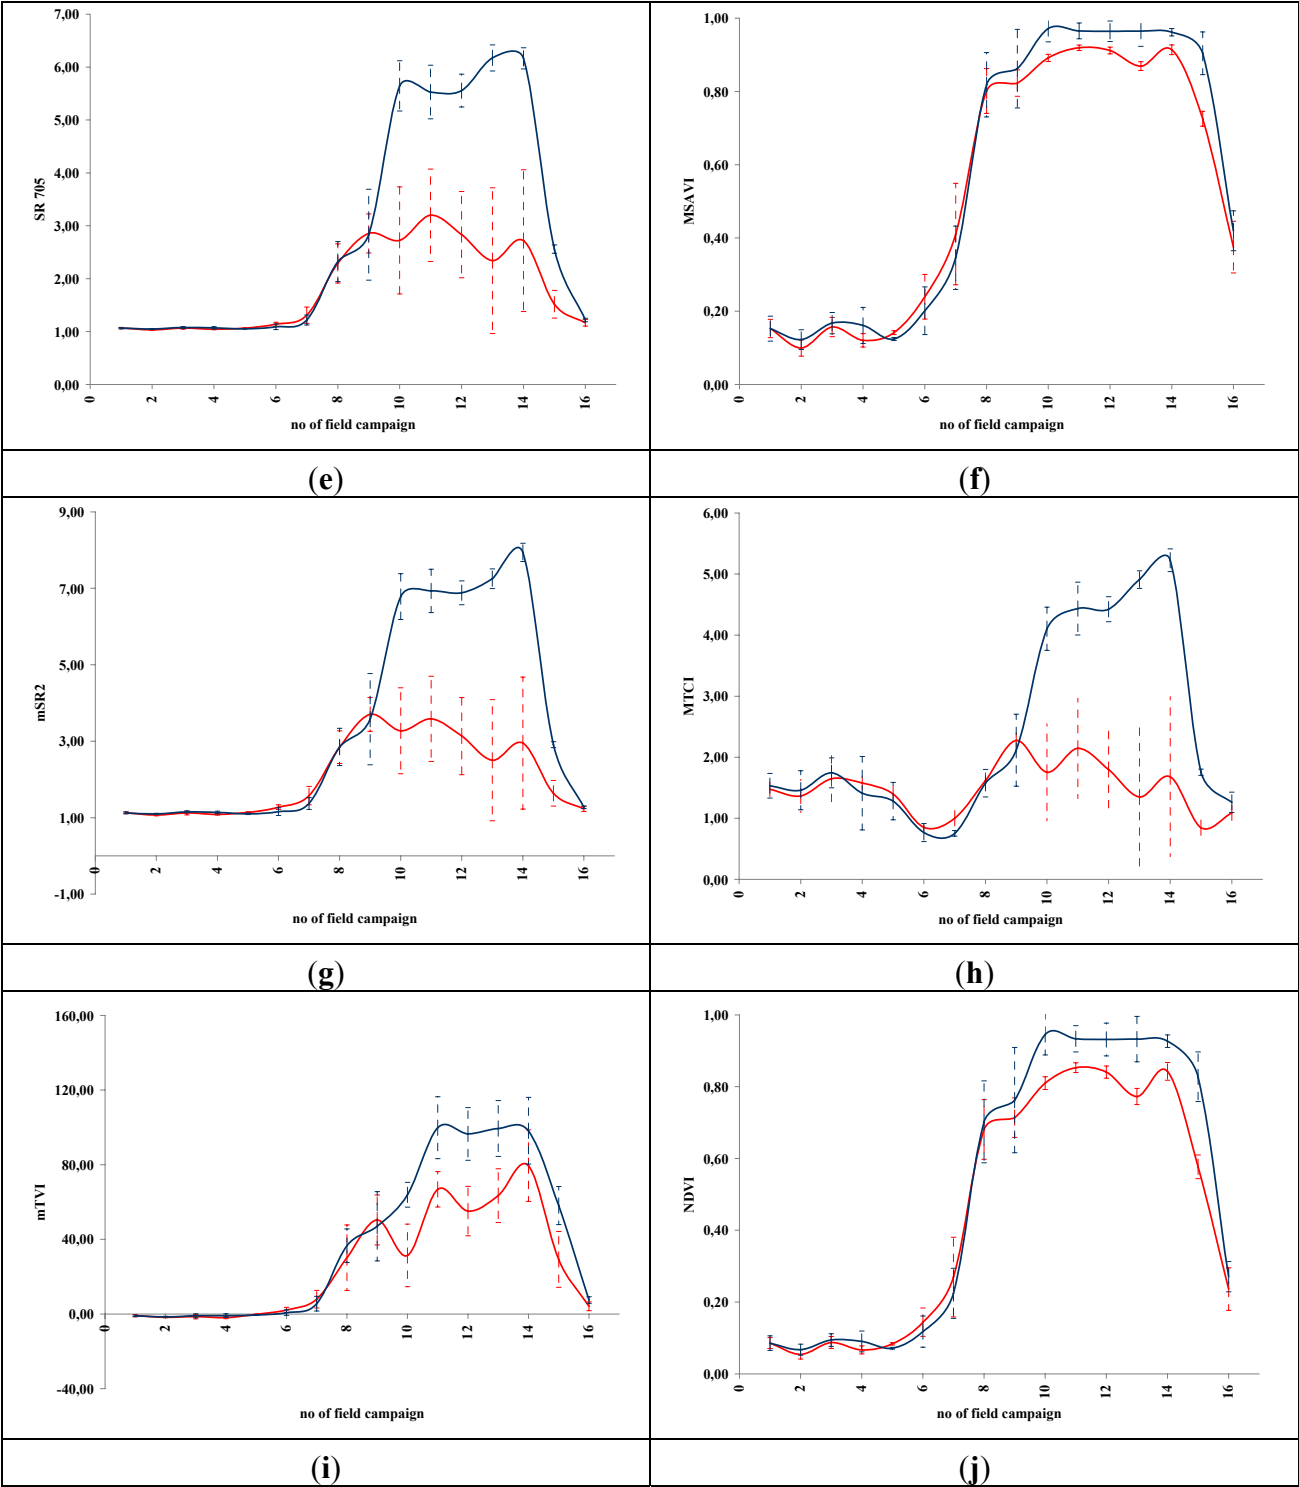 7,00
6,00
5,00
4,00
3,00
2,00
1,00
0,00
SR 705
0 2 4 6 8 10 12 14 16
no of field campaign
(e)
1,00
0,80
0,60
0,40
0,20
0,00
MSAVI
0 2 4 6 8 10 12 14 16
no of field campaign
(f)
9,00
7,00
5,00
3,00
1,00
-1,00
mSR2
0 2 4 6 8 10 12 14 16
no of field campaign
(g)
6,00
5,00
4,00
3,00
2,00
1,00
0,00
MTCI
0 2 4 6 8 10 12 14 16
no of field campaign
(h)
160,00
120,00
80,00
40,00
0,00
-40,00
mTVI
0 2 4 6 8 10 12 14 16
no of field campaign
(i)
1,00
0,80
0,60
0,40
0,20
0,00
NDVI
0 2 4 6 8 10 12 14 16
no of field campaign
(j)